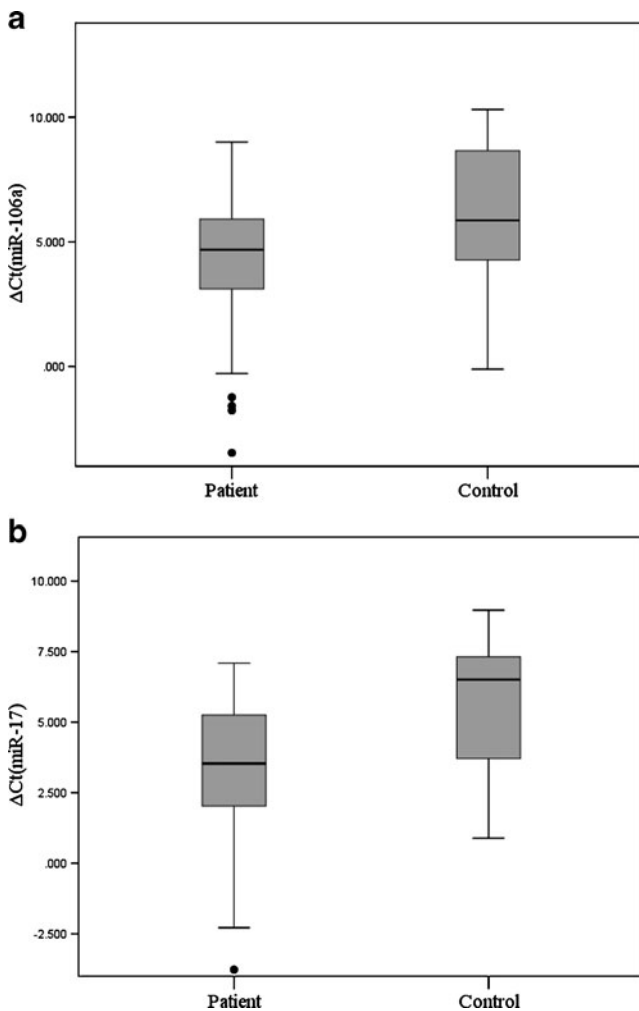 a
10.000
5.000
.000
ΔCt(miR-106a)
Patient Control
b
10.000
7.500
5.000
2.500
.000
-2.500
ΔCt(miR-17)
Patient Control